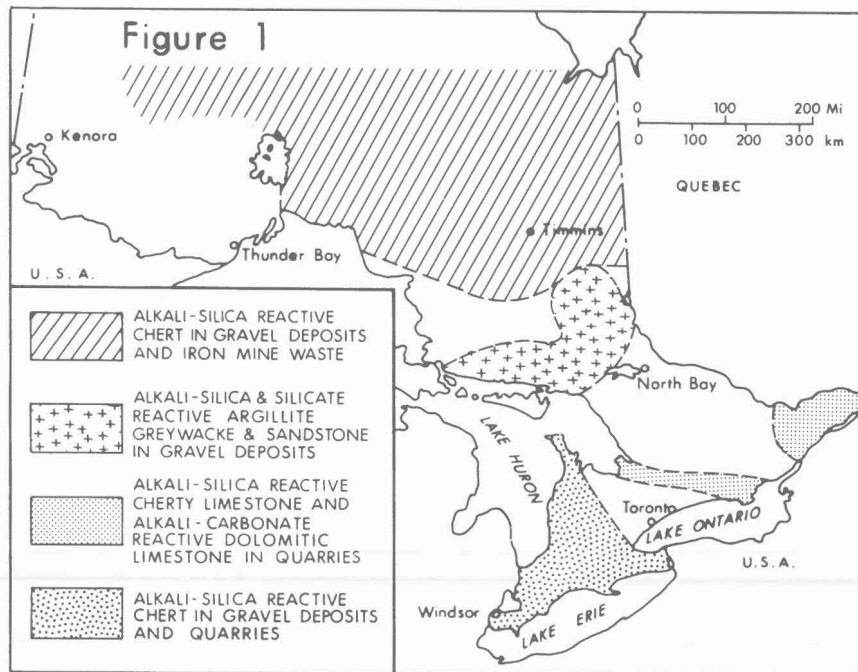 Figure 1
Kenora
0 100 200 Mi
0 100 200 300 km
QUEBEC
Timmins
Thunder Bay
U.S.A.
North Bay
LAKE HURON
Toronto
LAKE ONTARIO
U.S.A.
Windsor
LAKE ERIE
ALKALI-SILICA REACTIVE
CHERT IN GRAVEL DEPOSITS
AND IRON MINE WASTE
ALKALI-SILICA & SILICATE
REACTIVE ARGILLITE
GREYWACKE & SANDSTONE
IN GRAVEL DEPOSITS
ALKALI-SILICA REACTIVE
CHERTY LIMESTONE AND
ALKALI-CARBONATE
REACTIVE DOLOMITIC
LIMESTONE IN QUARRIES
ALKALI-SILICA REACTIVE
CHERT IN GRAVEL DEPOSITS
AND QUARRIES